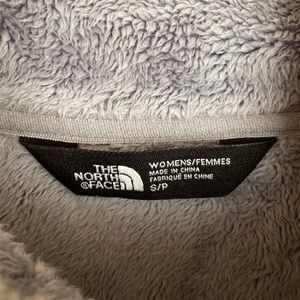 THE
NORTH
FACE
WOMENS/FEMMES
MADE IN CHINA
FABRIQUÉ EN CHINE
S/P